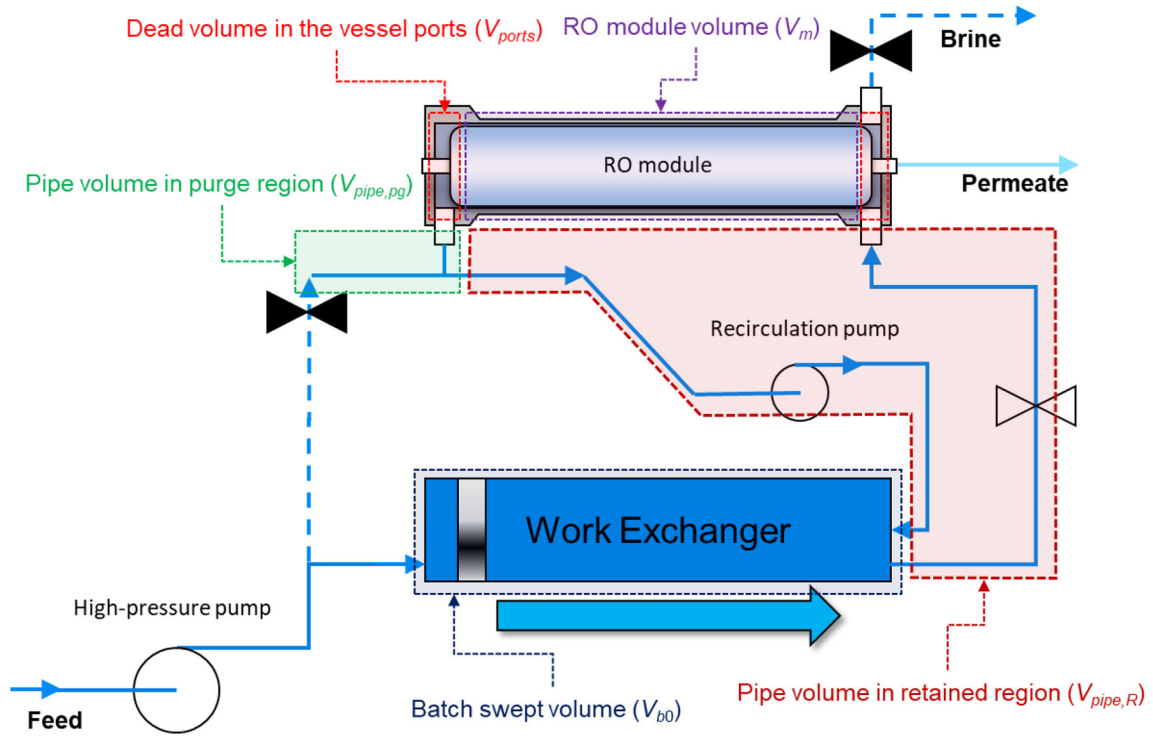 Dead volume in the vessel ports (Vports)
RO module volume (Vm)
Brine
RO module
Permeate
Pipe volume in purge region (Vpipe,pg)
Recirculation pump
Work Exchanger
High-pressure pump
Feed
Batch swept volume (Vb0)
Pipe volume in retained region (Vpipe,R)